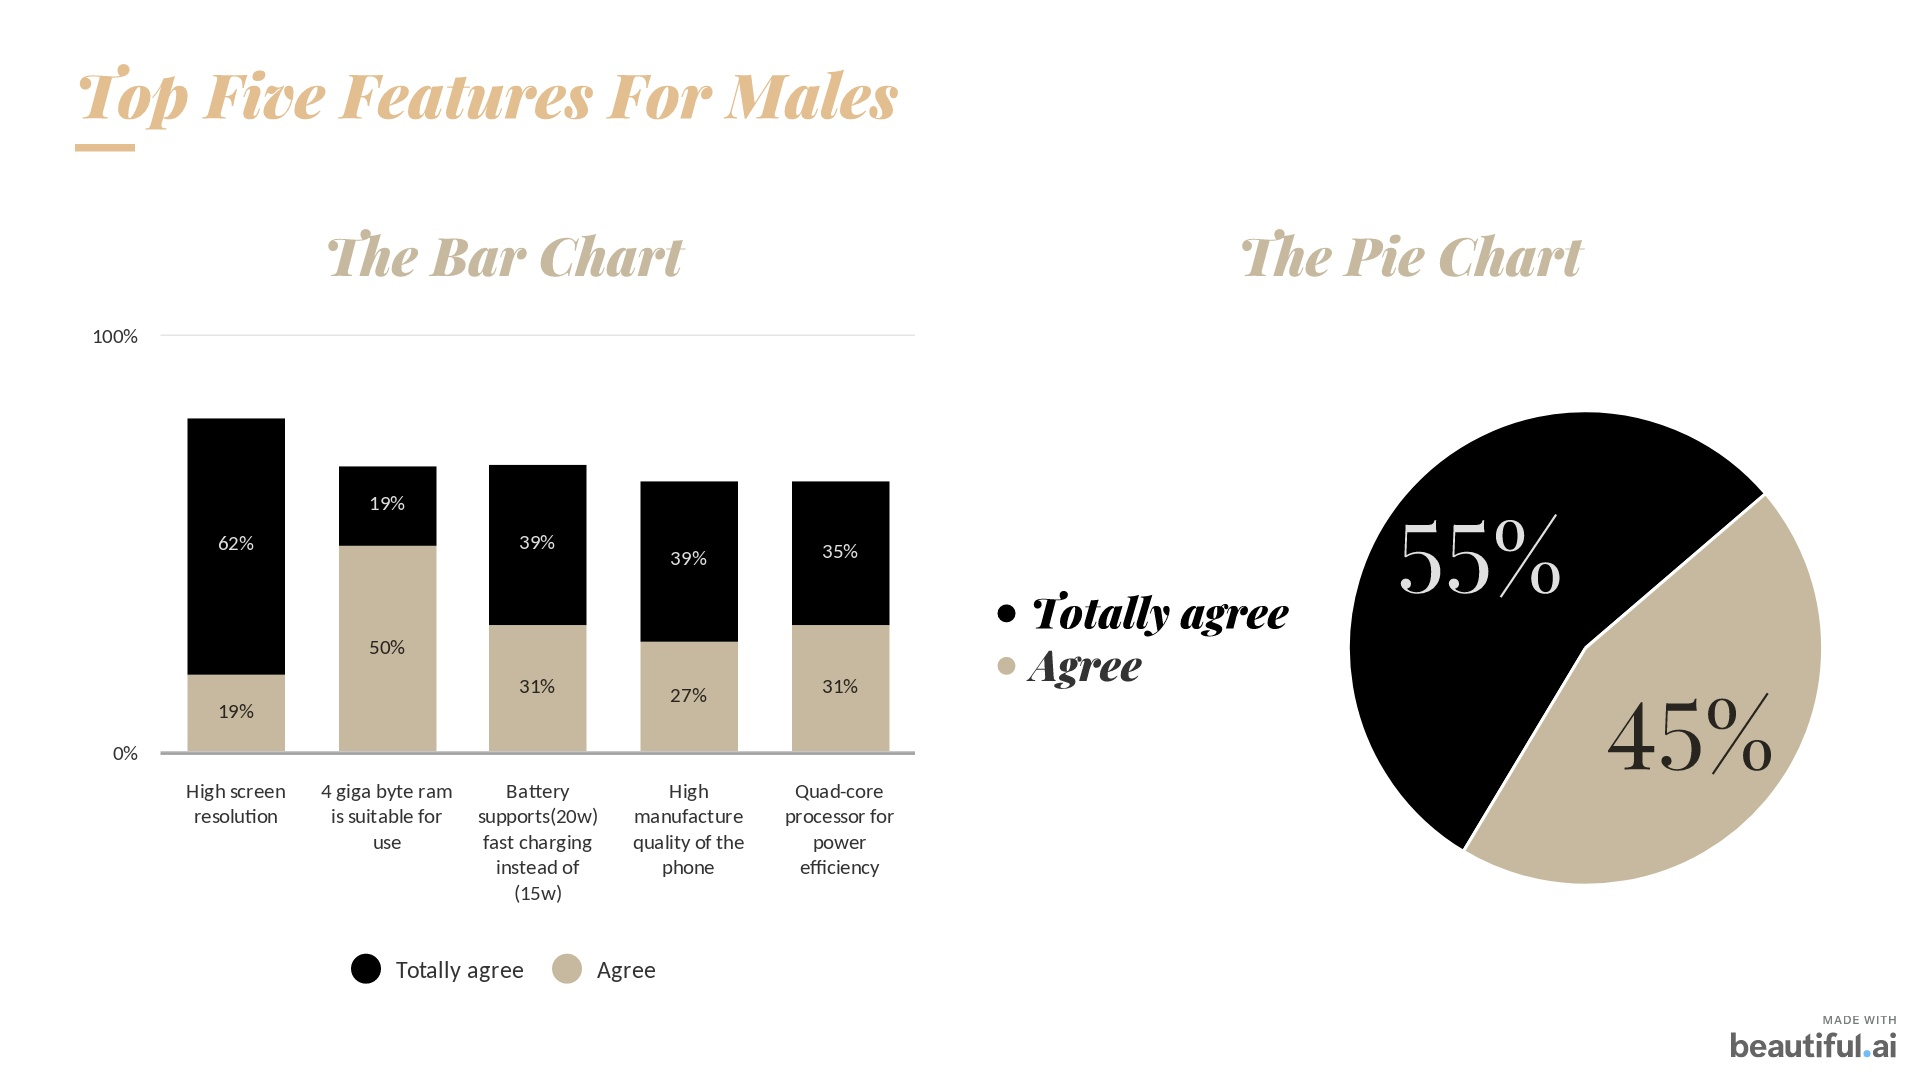 Top Five Features For Males
The Bar Chart
100%
62%
19%
19%
50%
39%
31%
39%
27%
35%
31%
0%
High screen
resolution
4 giga byte ram
is suitable for
use
Battery
supports(20w)
fast charging
instead of
(15w)
High
manufacture
quality of the
phone
Quad-core
processor for
power
efficiency
Totally agree
Agree
The Pie Chart
Totally agree
Agree
55%
45%
MADE WITH
beautiful.ai